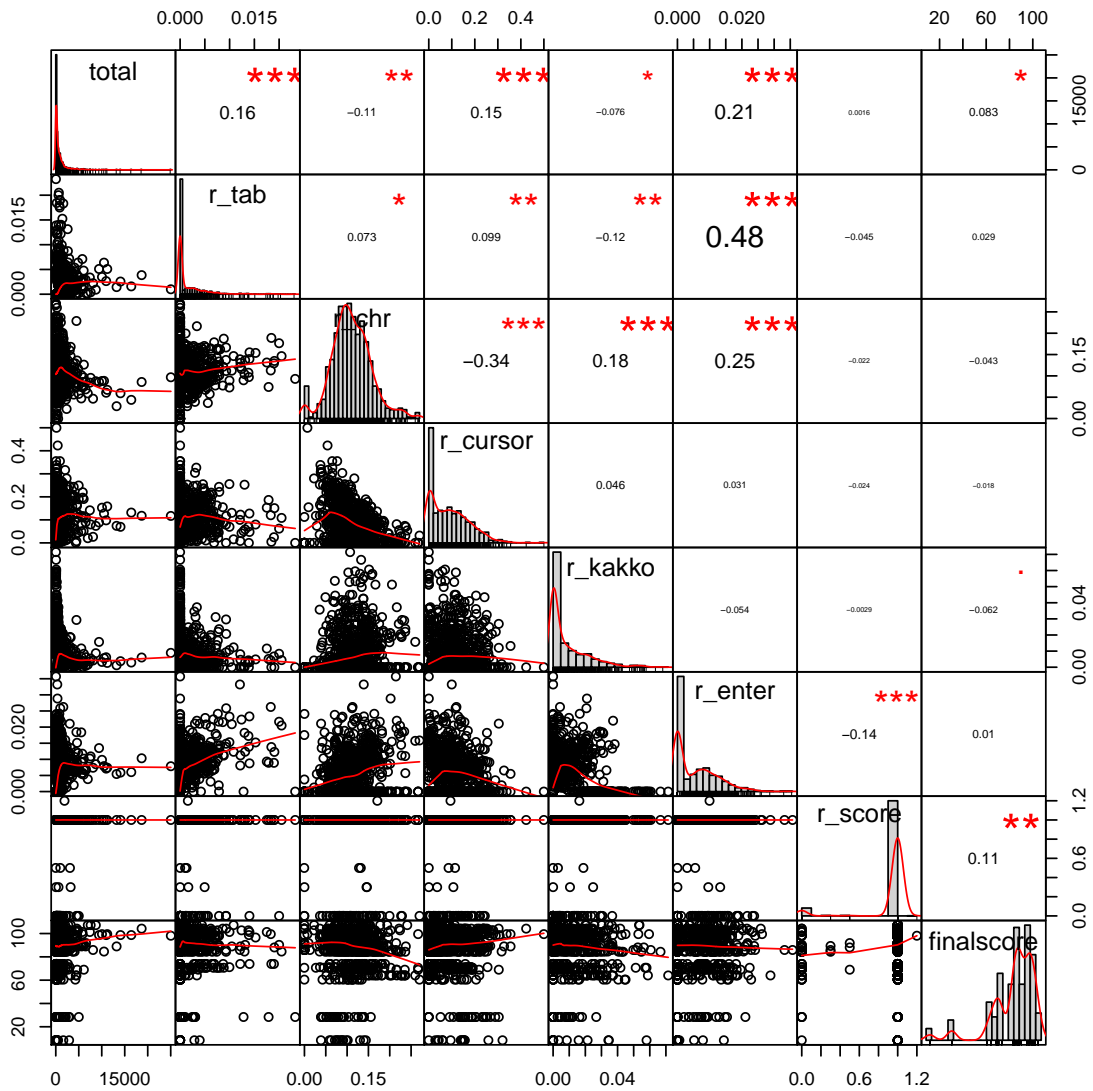 0.000 0.015 0.0 0.2 0.4 0.000 0.020 20 60 100
total *** ** *** * *** *
0.16 −0.11 0.15 −0.076 0.21 0.0016 0.083
0 15000
r_tab * ** ** ***
0.073 0.099 −0.12 0.48 −0.045 0.029
0.000 0.015
r_chr *** *** ***
−0.34 0.18 0.25 −0.022 −0.043
0.00 0.15
r_cursor
0.046 0.031 −0.024 −0.018
0.0 0.2 0.4
r_kakko .
−0.054 −0.0029 −0.062
0.00 0.04
r_enter ***
−0.14 0.01
0.000 0.020
r_score **
0.11
0.0 0.6 1.2
finalscore
20 60 100
0 15000 0.00 0.15 0.00 0.04 0.0 0.6 1.2